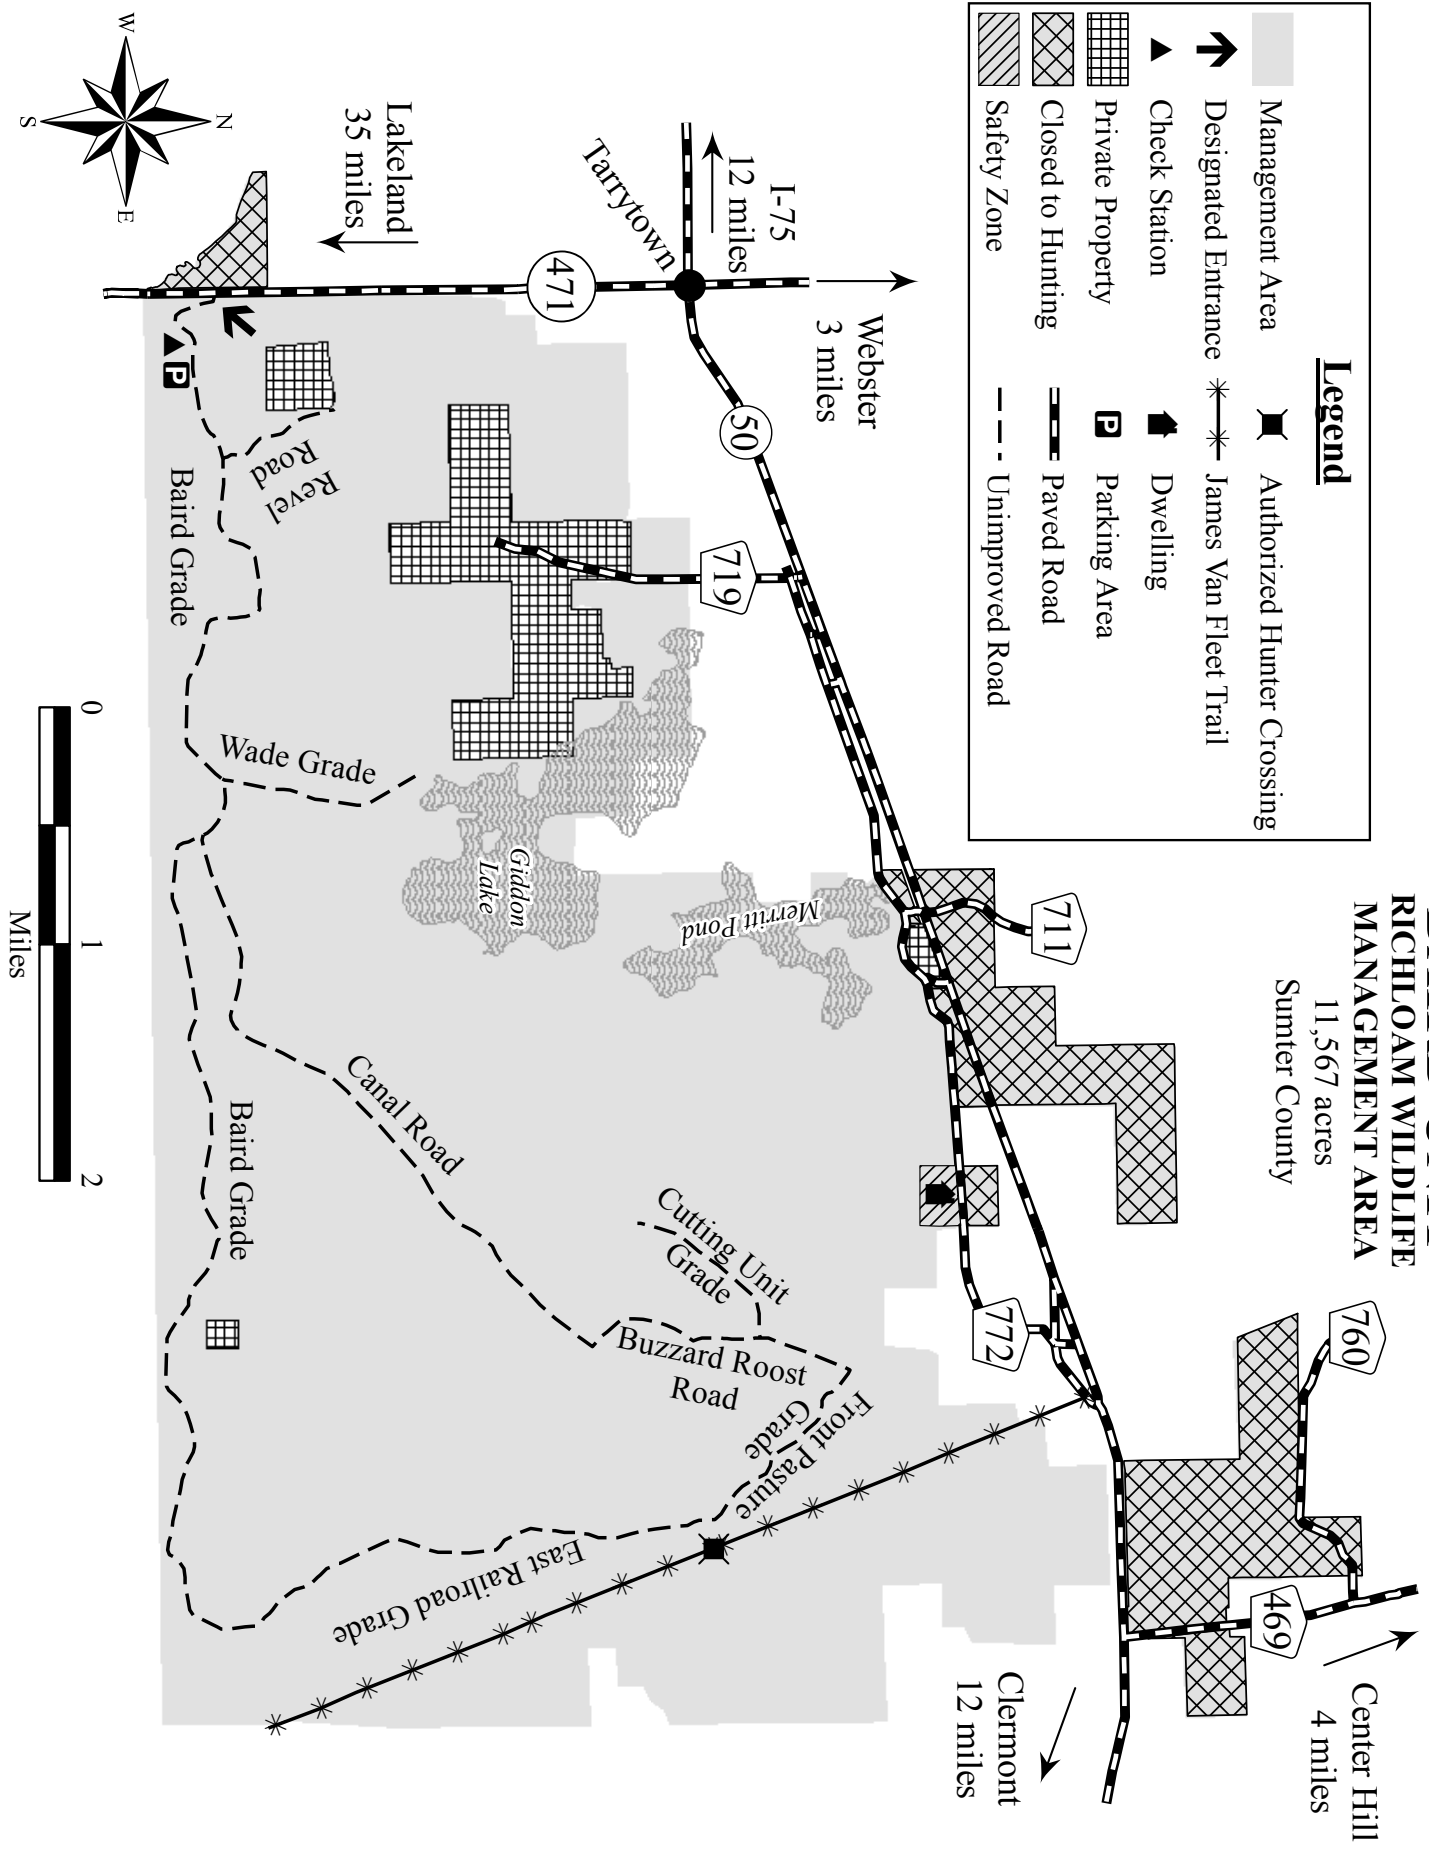 RICHLOAM WILDLIFE
MANAGEMENT AREA
11,567 acres
Sumter County
Legend
Management Area
Designated Entrance
Check Station
Private Property
Closed to Hunting
Safety Zone
Authorized Hunter Crossing
James Van Fleet Trail
Dwelling
P
Parking Area
Paved Road
Unimproved Road
Center Hill
4 miles
Clermont
12 miles
Webster
3 miles
I-75
12 miles
Tarrytown
Lakeland
35 miles
471
50
719
711
772
760
469
P
Revel
Road
Baird Grade
Wade Grade
Giddon
Lake
Merritt Pond
Canal Road
Baird Grade
Cutting Unit
Grade
Buzzard Roost
Road
Front Pasture
Grade
East Railroad Grade
N
W
E
S
0
1
2
Miles